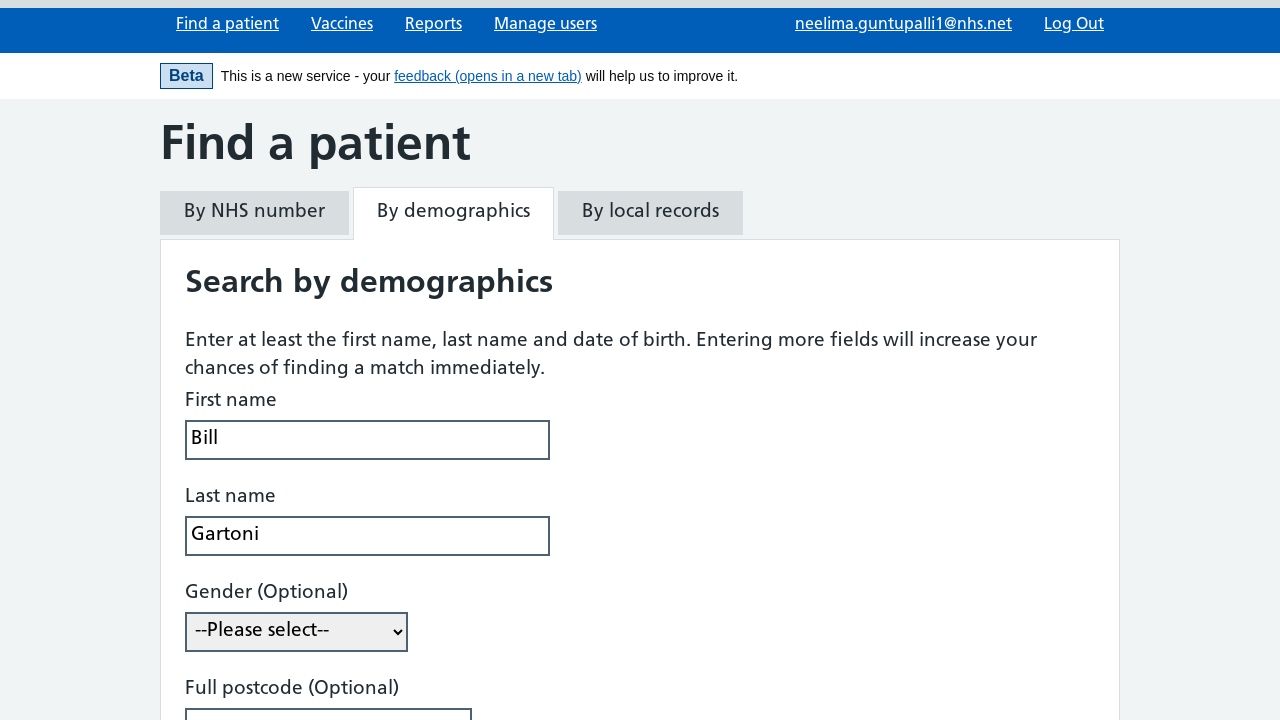 Find a patient Vaccines Reports Manage users neelima.guntupalli1@nhs.net Log Out
Beta This is a new service - your feedback (opens in a new tab) will help us to improve it.
Find a patient
By NHS number By demographics By local records
Search by demographics
Enter at least the first name, last name and date of birth. Entering more fields will increase your
chances of finding a match immediately.
First name
Bill
Last name
Gartoni
Gender (Optional)
--Please select--
Full postcode (Optional)